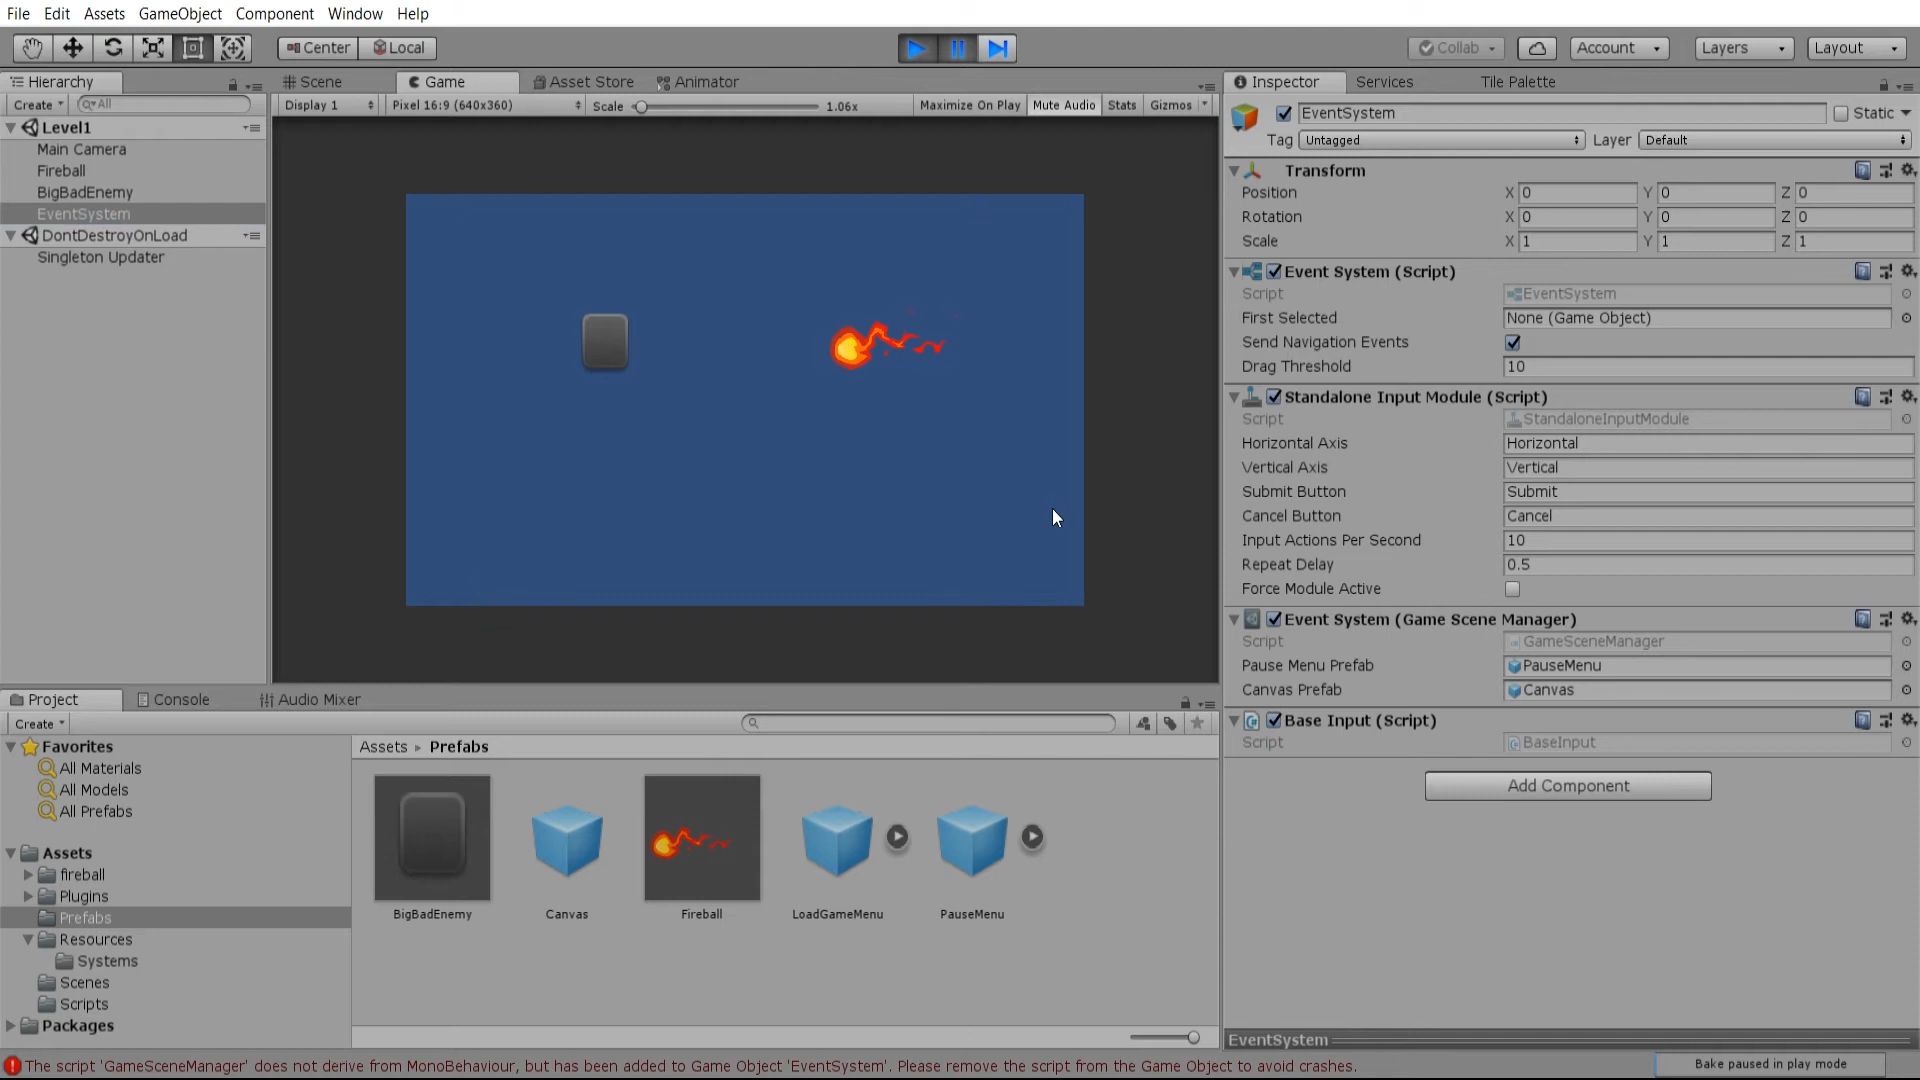 File Edit Assets GameObject Component Window Help
Center Local Collab Account Layers Layout
Hierarchy
Create All
Level1
Main Camera
Fireball
BigBadEnemy
EventSystem
DontDestroyOnLoad
Singleton Updater
Scene Game Asset Store Animator
Display 1 Pixel 16:9 (640x360) Scale 1.06x Maximize On Play Mute Audio Stats Gizmos
Inspector Services Tile Palette
EventSystem Static
Tag Untagged Layer Default
Transform
Position X 0 Y 0 Z 0
Rotation X 0 Y 0 Z 0
Scale X 1 Y 1 Z 1
Event System (Script)
Script EventSystem
First Selected None (Game Object)
Send Navigation Events
Drag Threshold 10
Standalone Input Module (Script)
Script StandaloneInputModule
Horizontal Axis Horizontal
Vertical Axis Vertical
Submit Button Submit
Cancel Button Cancel
Input Actions Per Second 10
Repeat Delay 0.5
Force Module Active
Event System (Game Scene Manager)
Script GameSceneManager
Pause Menu Prefab PauseMenu
Canvas Prefab Canvas
Base Input (Script)
Script BaseInput
Add Component
EventSystem
Project Console Audio Mixer
Create
Favorites
All Materials
All Models
All Prefabs
Assets
fireball
Plugins
Prefabs
Resources
Systems
Scenes
Scripts
Packages
Assets Prefabs
BigBadEnemy Canvas Fireball LoadGameMenu PauseMenu
The script 'GameSceneManager' does not derive from MonoBehaviour, but has been added to Game Object 'EventSystem'. Please remove the script from the Game Object to avoid crashes.
Bake paused in play mode